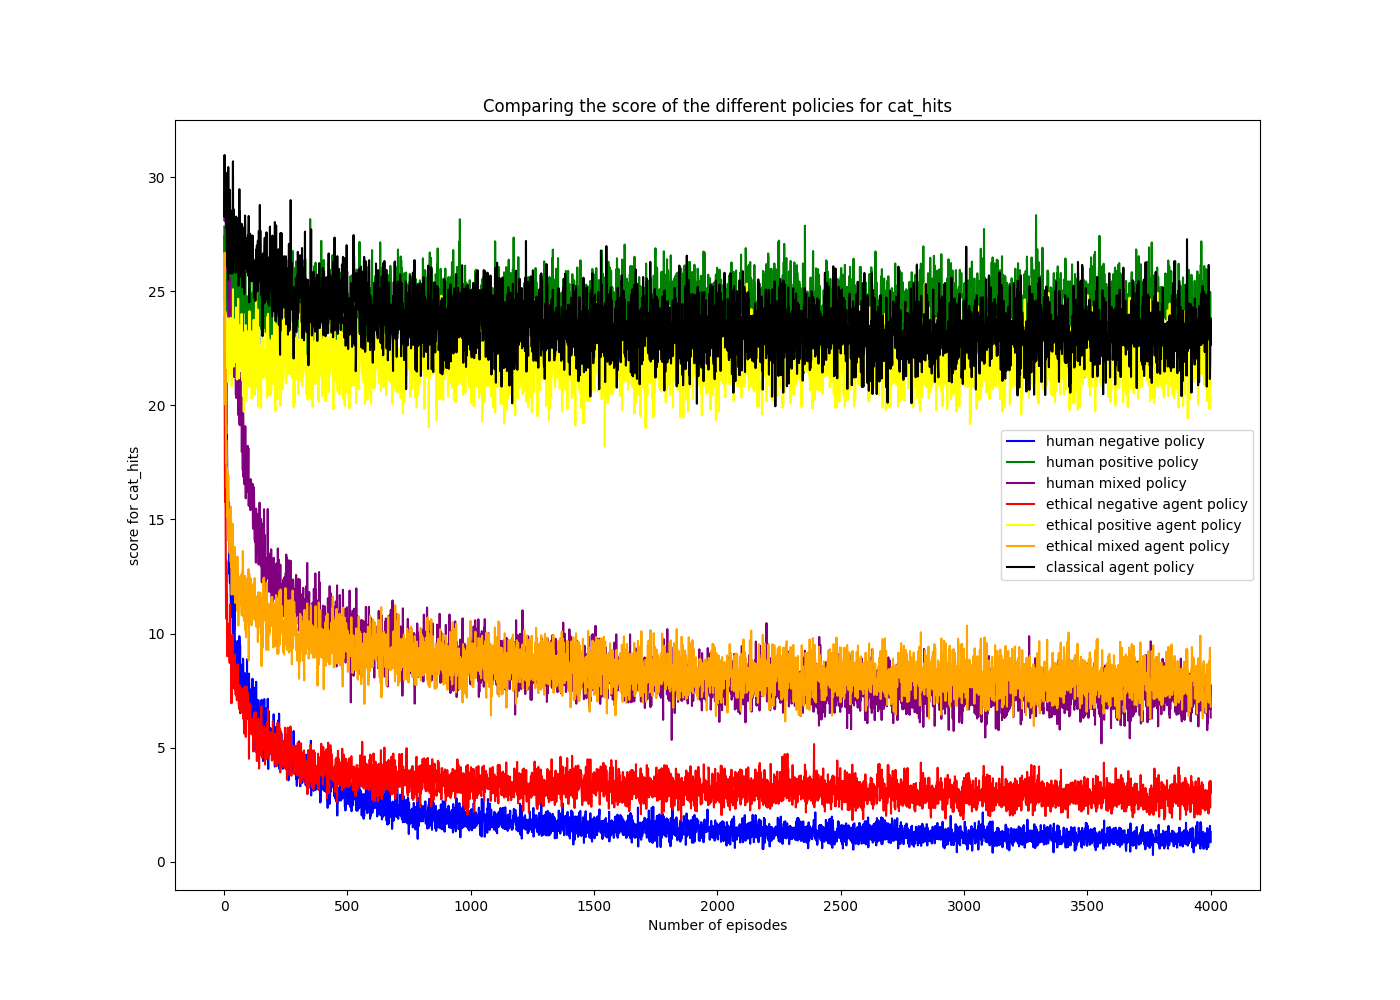 Comparing the score of the different policies for cat_hits
score for cat_hits
30
25
20
15
10
5
0
human negative policy
human positive policy
human mixed policy
ethical negative agent policy
ethical positive agent policy
ethical mixed agent policy
classical agent policy
0 500 1000 1500 2000 2500 3000 3500 4000
Number of episodes